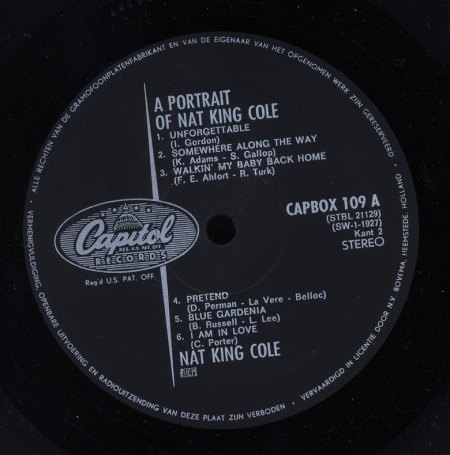 ALLE RECHTEN VAN DE GRAMOFOONPLATENFABRIKANT EN VAN DE EIGENAAR VAN HET OPGENOMEN WERK ZIJN GERESERVEERD.
A PORTRAIT
OF NAT KING COLE
1. UNFORGETTABLE
(I. Gordon)
2. SOMEWHERE ALONG THE WAY
(K. Adams - S. Gallop)
3. WALKIN' MY BABY BACK HOME
(F. E. Ahlort - R. Turk)
Capitol
REG. U.S. PAT. OFF.
RECORDS
Reg'd U.S. PAT. OFF.
CAPBOX 109 A
(STBL 21129)
(SW-1-1927)
Kant 2
STEREO
4. PRETEND
(D. Perman - La Vere - Belloc)
5. BLUE GARDENIA
(B. Russell - L. Lee)
6. I AM IN LOVE
(C. Porter)
NAT KING COLE
BIEM
VERMENIGVULDIGING, OPENBARE UITVOERING EN RADIOUITZENDING VAN DEZE PLAAT ZIJN VERBODEN •
VERVAARDIGD IN LICENTIE DOOR N.V. BOVEMA, HEEMSTEDE, HOLLAND